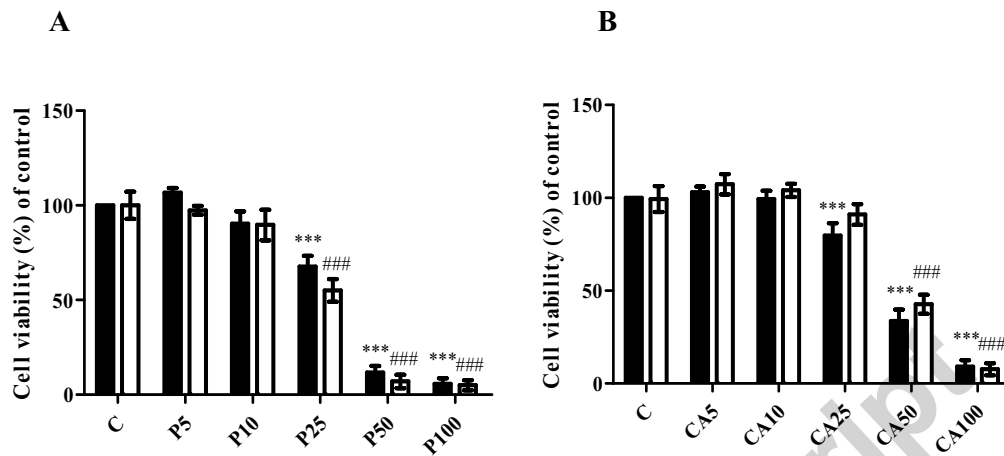 A
Cell viability (%) of control
150
100
50
0
***
###
***
###
***
###
C
P5
P10
P25
P50
P100
B
Cell viability (%) of control
150
100
50
0
***
***
###
***
###
C
CA5
CA10
CA25
CA50
CA100